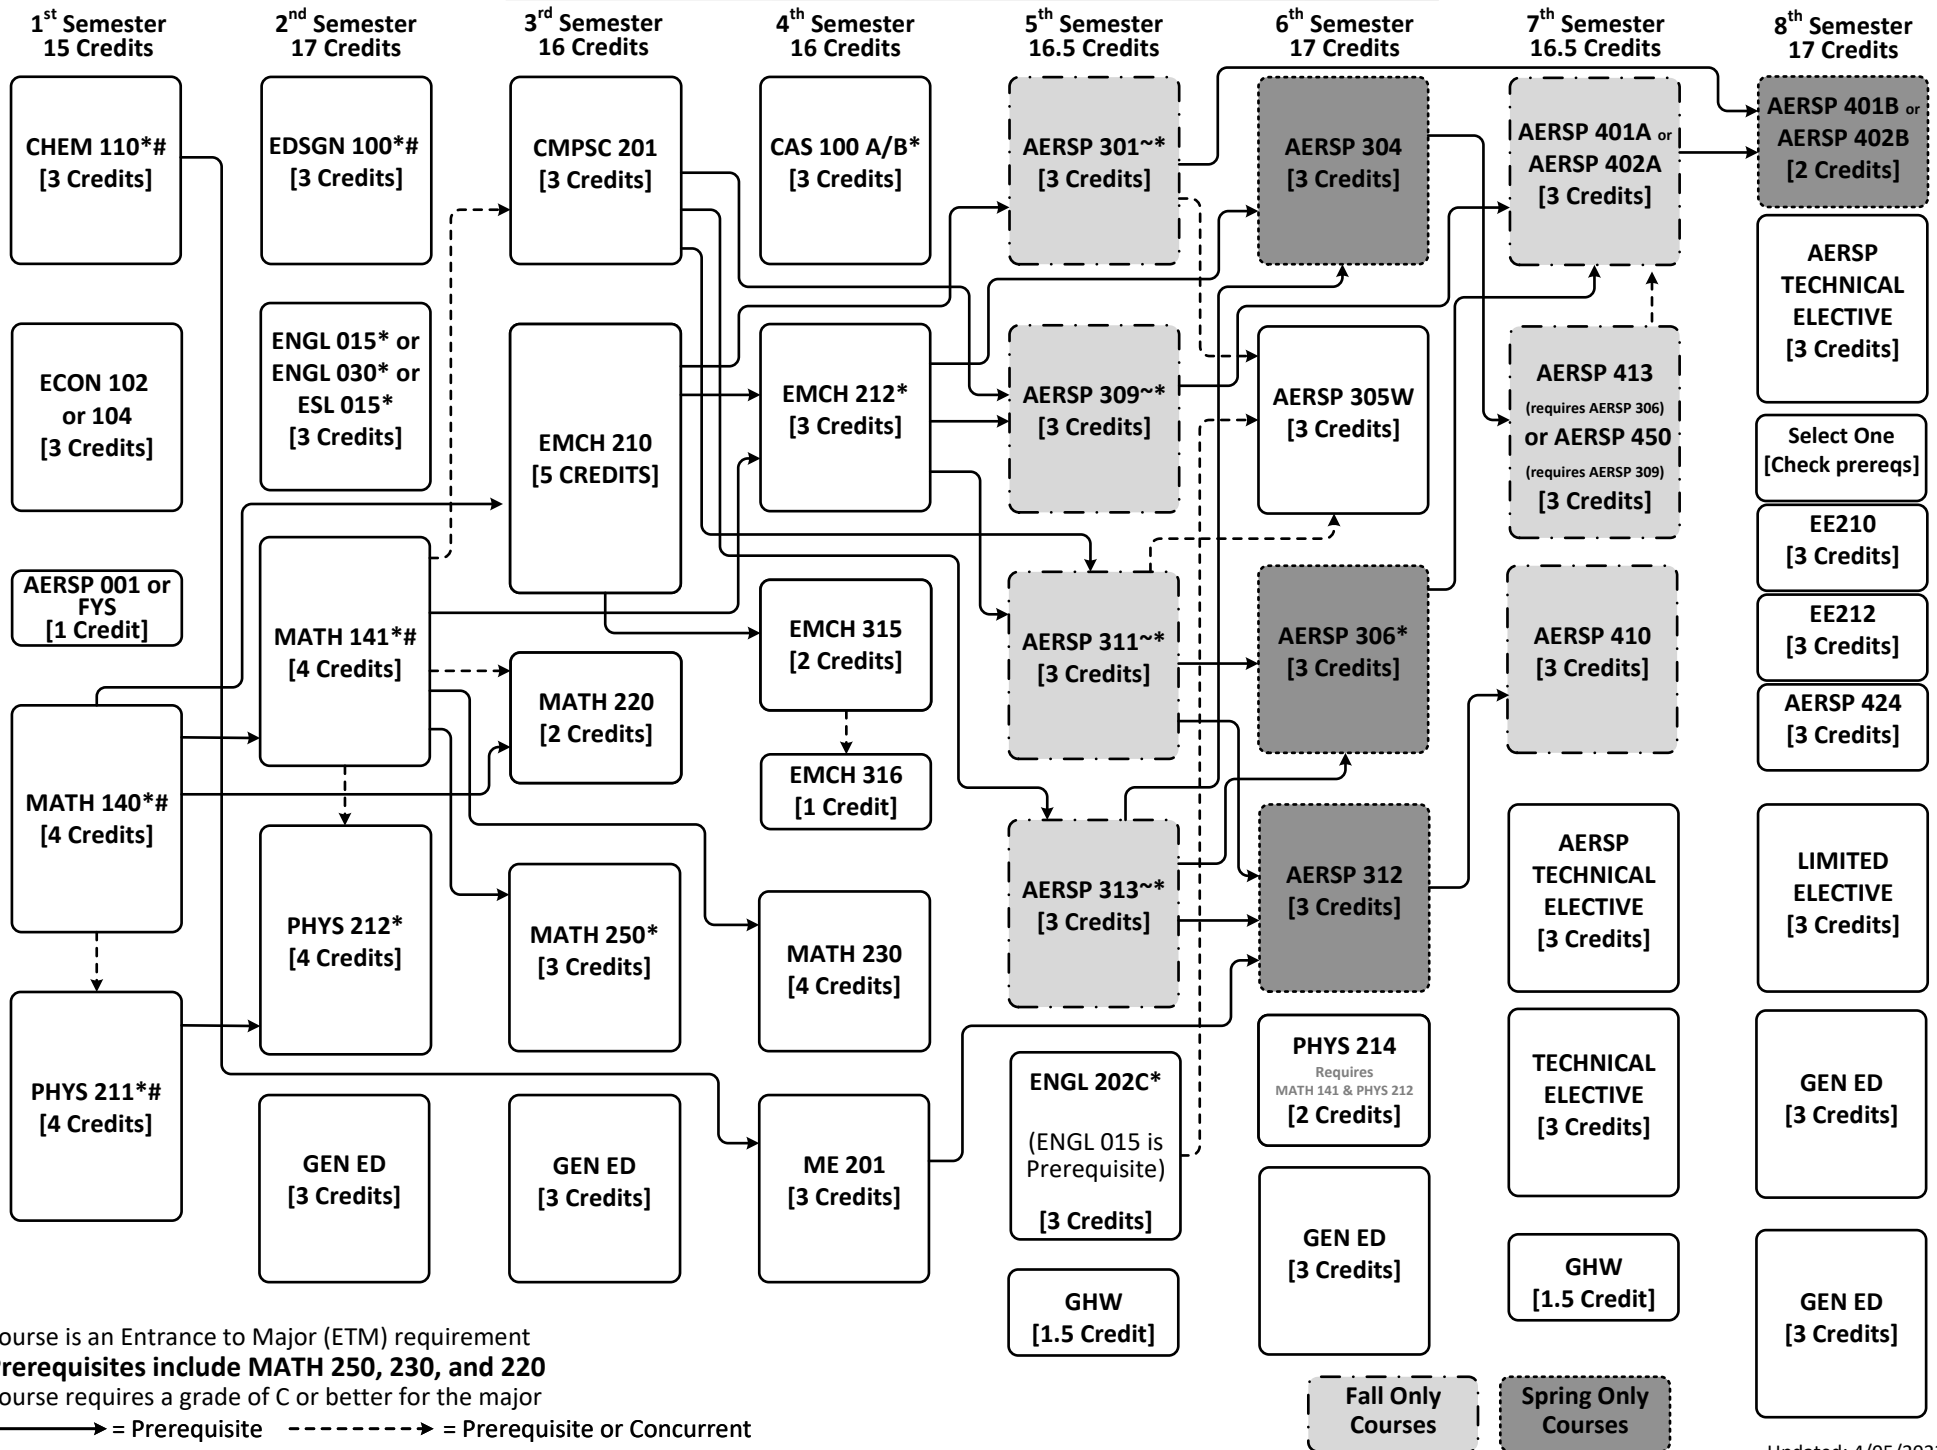 1st Semester
15 Credits
2nd Semester
17 Credits
3rd Semester
16 Credits
4th Semester
16 Credits
5th Semester
16.5 Credits
6th Semester
17 Credits
7th Semester
16.5 Credits
8th Semester
17 Credits
CHEM 110*#
[3 Credits]
ECON 102
or 104
[3 Credits]
AERSP 001 or
FYS
[1 Credit]
MATH 140*#
[4 Credits]
PHYS 211*#
[4 Credits]
EDSGN 100*#
[3 Credits]
ENGL 015* or
ENGL 030* or
ESL 015*
[3 Credits]
MATH 141*#
[4 Credits]
PHYS 212*
[4 Credits]
GEN ED
[3 Credits]
CMPSC 201
[3 Credits]
EMCH 210
[5 CREDITS]
MATH 220
[2 Credits]
MATH 250*
[3 Credits]
GEN ED
[3 Credits]
CAS 100 A/B*
[3 Credits]
EMCH 212*
[3 Credits]
EMCH 315
[2 Credits]
EMCH 316
[1 Credit]
MATH 230
[4 Credits]
ME 201
[3 Credits]
AERSP 301~*
[3 Credits]
AERSP 309~*
[3 Credits]
AERSP 311~*
[3 Credits]
AERSP 313~*
[3 Credits]
ENGL 202C*
(ENGL 015 is
Prerequisite)
[3 Credits]
GHW
[1.5 Credit]
AERSP 304
[3 Credits]
AERSP 305W
[3 Credits]
AERSP 306*
[3 Credits]
AERSP 312
[3 Credits]
PHYS 214
Requires
MATH 141 & PHYS 212
[2 Credits]
GEN ED
[3 Credits]
AERSP 401A or
AERSP 402A
[3 Credits]
AERSP 413
(requires AERSP 306)
or AERSP 450
(requires AERSP 309)
[3 Credits]
AERSP 410
[3 Credits]
AERSP
TECHNICAL
ELECTIVE
[3 Credits]
TECHNICAL
ELECTIVE
[3 Credits]
GHW
[1.5 Credit]
AERSP 401B or
AERSP 402B
[2 Credits]
AERSP
TECHNICAL
ELECTIVE
[3 Credits]
Select One
[Check prereqs]
EE210
[3 Credits]
EE212
[3 Credits]
AERSP 424
[3 Credits]
LIMITED
ELECTIVE
[3 Credits]
GEN ED
[3 Credits]
GEN ED
[3 Credits]
ourse is an Entrance to Major (ETM) requirement
Prerequisites include MATH 250, 230, and 220
ourse requires a grade of C or better for the major
= Prerequisite
= Prerequisite or Concurrent
Fall Only
Courses
Spring Only
Courses